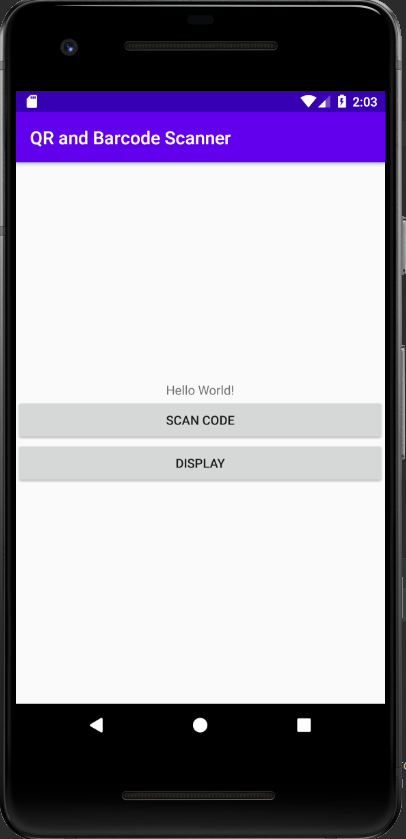 2:03
QR and Barcode Scanner
Hello World!
SCAN CODE
DISPLAY